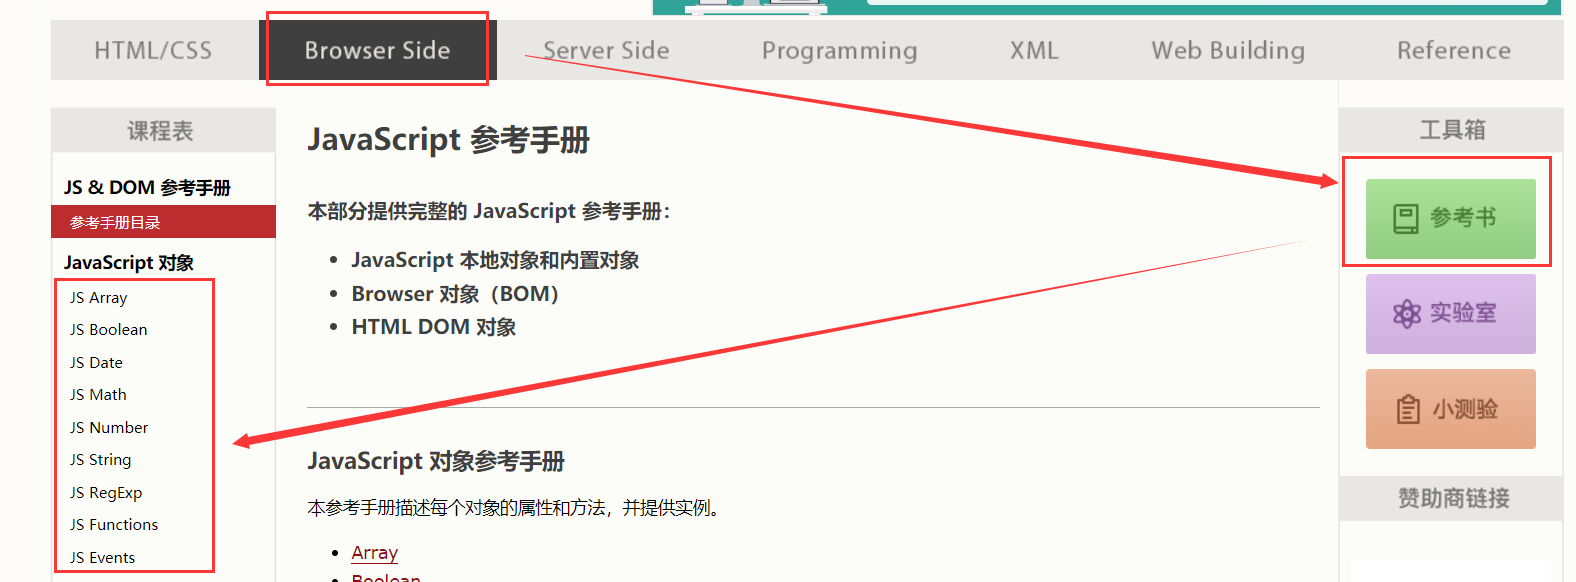 HTML/CSS Browser Side Server Side Programming XML Web Building Reference
课程表
JS & DOM 参考手册
参考手册目录
JavaScript 对象
JS Array
JS Boolean
JS Date
JS Math
JS Number
JS String
JS RegExp
JS Functions
JS Events
JavaScript 参考手册
本部分提供完整的 JavaScript 参考手册：
• JavaScript 本地对象和内置对象
• Browser 对象（BOM）
• HTML DOM 对象
JavaScript 对象参考手册
本参考手册描述每个对象的属性和方法，并提供实例。
• Array
• Boolean
工具箱
参考书
实验室
小测验
赞助商链接